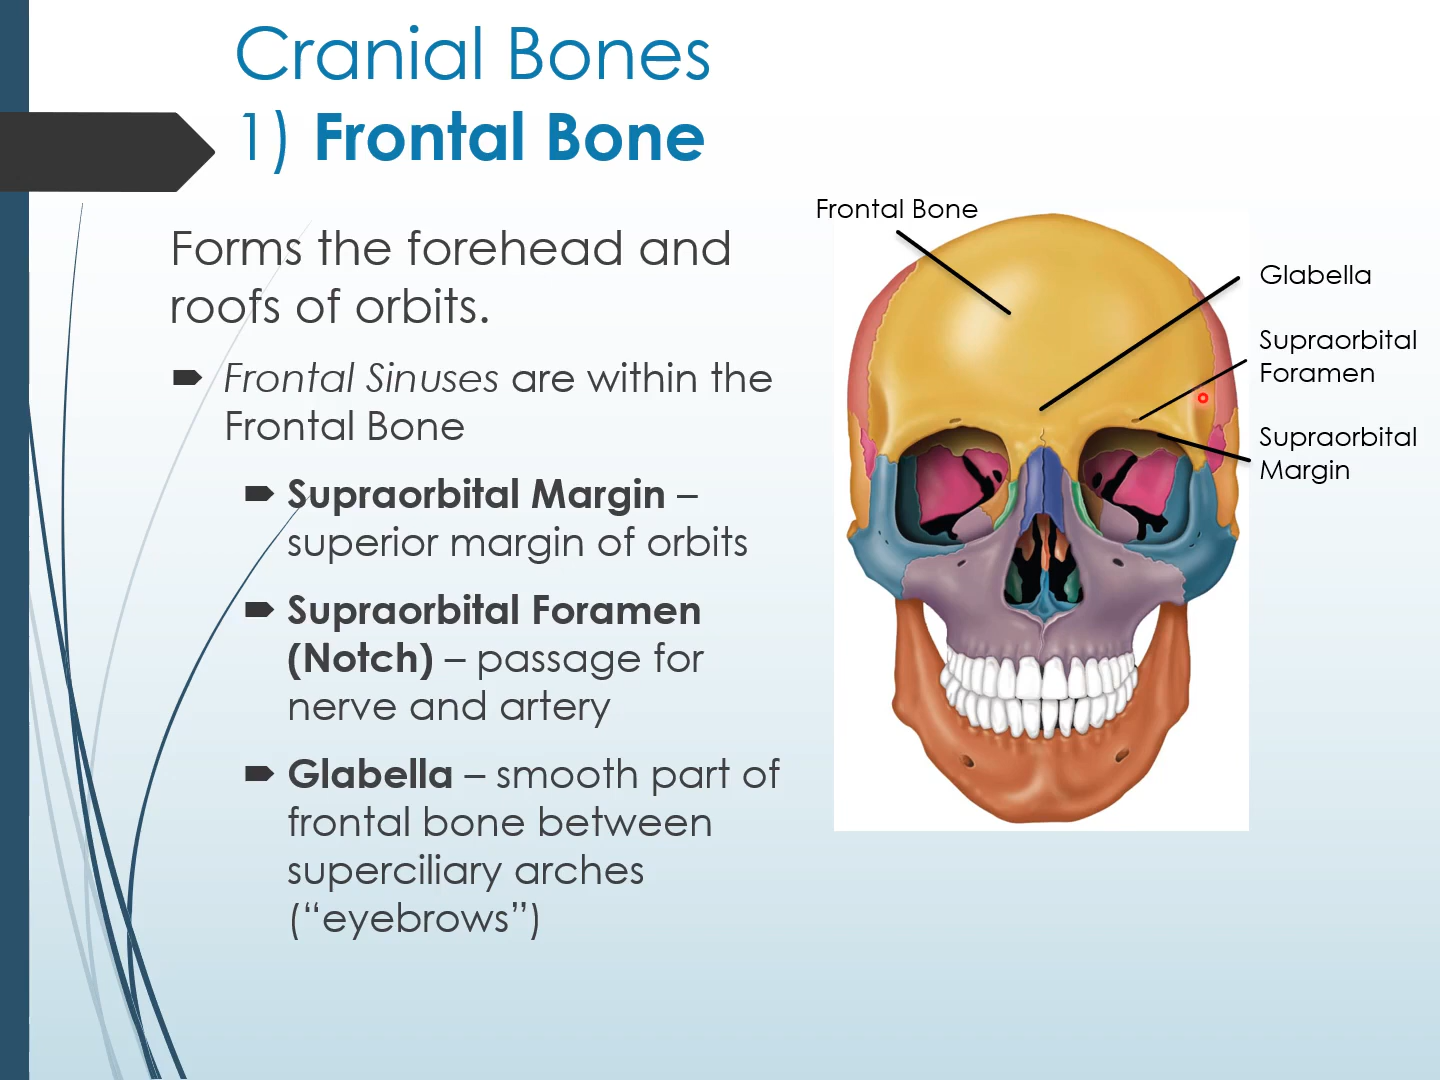 Cranial Bones
1) Frontal Bone
Forms the forehead and
roofs of orbits.
Frontal Sinuses are within the
Frontal Bone
Supraorbital Margin –
superior margin of orbits
Supraorbital Foramen
(Notch) – passage for
nerve and artery
Glabella – smooth part of
frontal bone between
superciliary arches
(“eyebrows”)
Frontal Bone
Glabella
Supraorbital
Foramen
Supraorbital
Margin